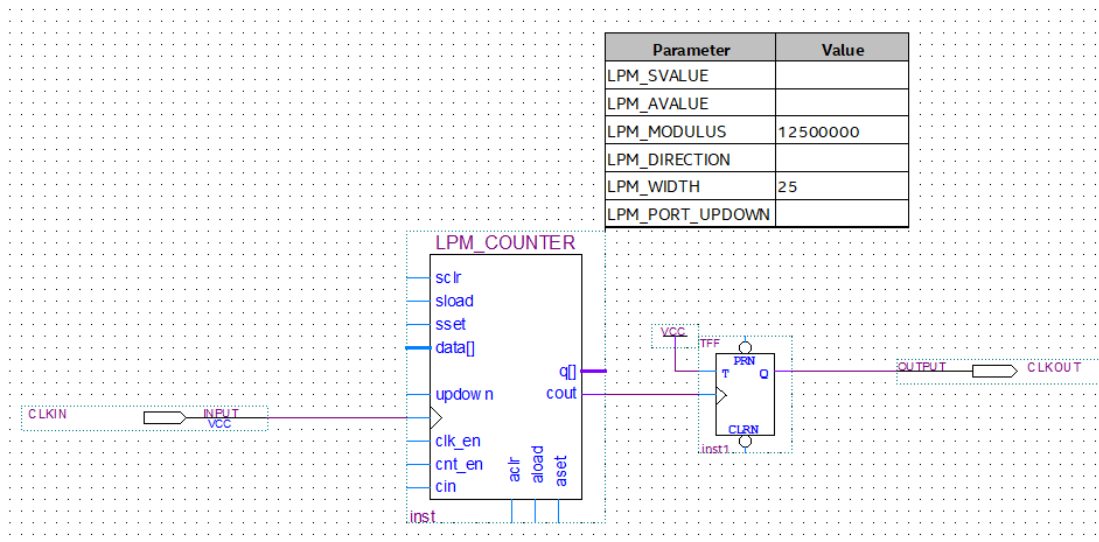 Parameter Value
LPM_SVALUE
LPM_AVALUE
LPM_MODULUS 12500000
LPM_DIRECTION
LPM_WIDTH 25
LPM_PORT_UPDOWN
LPM_COUNTER
sclr
sload
sset
data[]
q[]
updown cout
clk_en
cnt_en
cin
aclr
aload
aset
inst
CLKIN INPUT
VCC
VCC
TFF
PRN
T Q
CLRN
inst1
OUTPUT CLKOUT